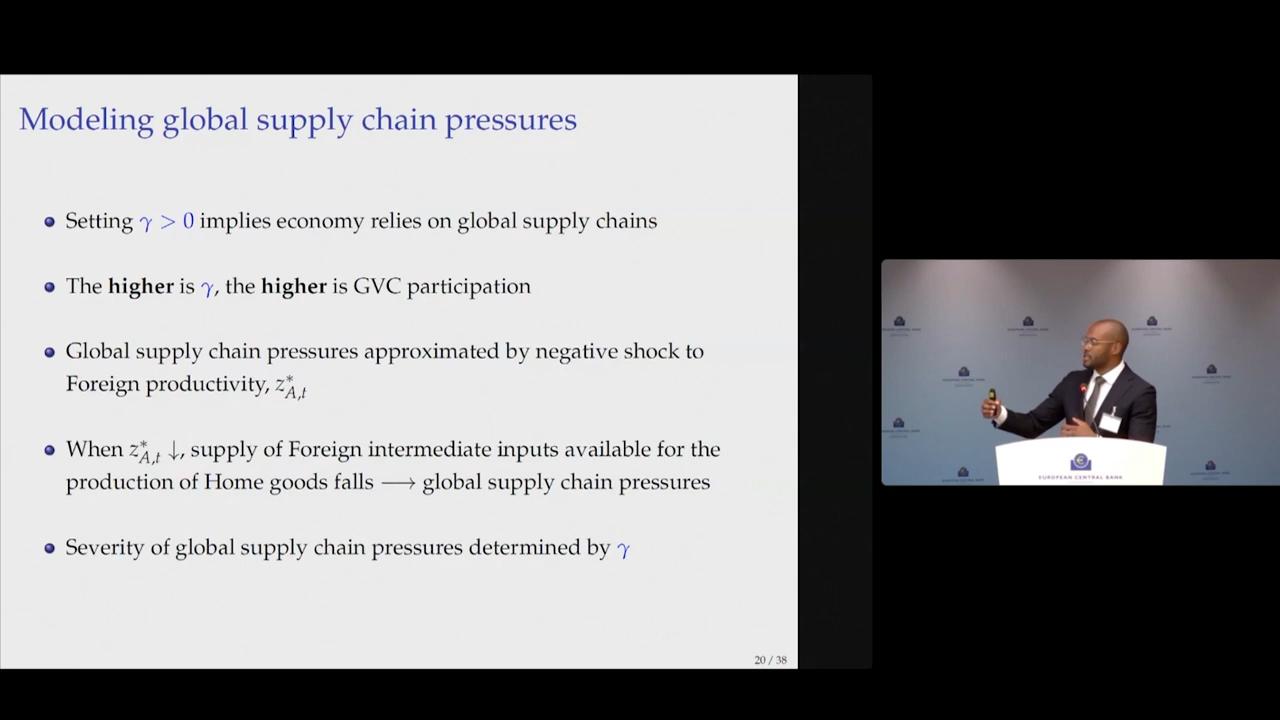 Modeling global supply chain pressures
Setting γ > 0 implies economy relies on global supply chains
The higher is γ, the higher is GVC participation
Global supply chain pressures approximated by negative shock to
Foreign productivity, z*A,t
When z*A,t ↓, supply of Foreign intermediate inputs available for the
production of Home goods falls ⟶ global supply chain pressures
Severity of global supply chain pressures determined by γ
20 / 38
EUROPEAN CENTRAL BANK